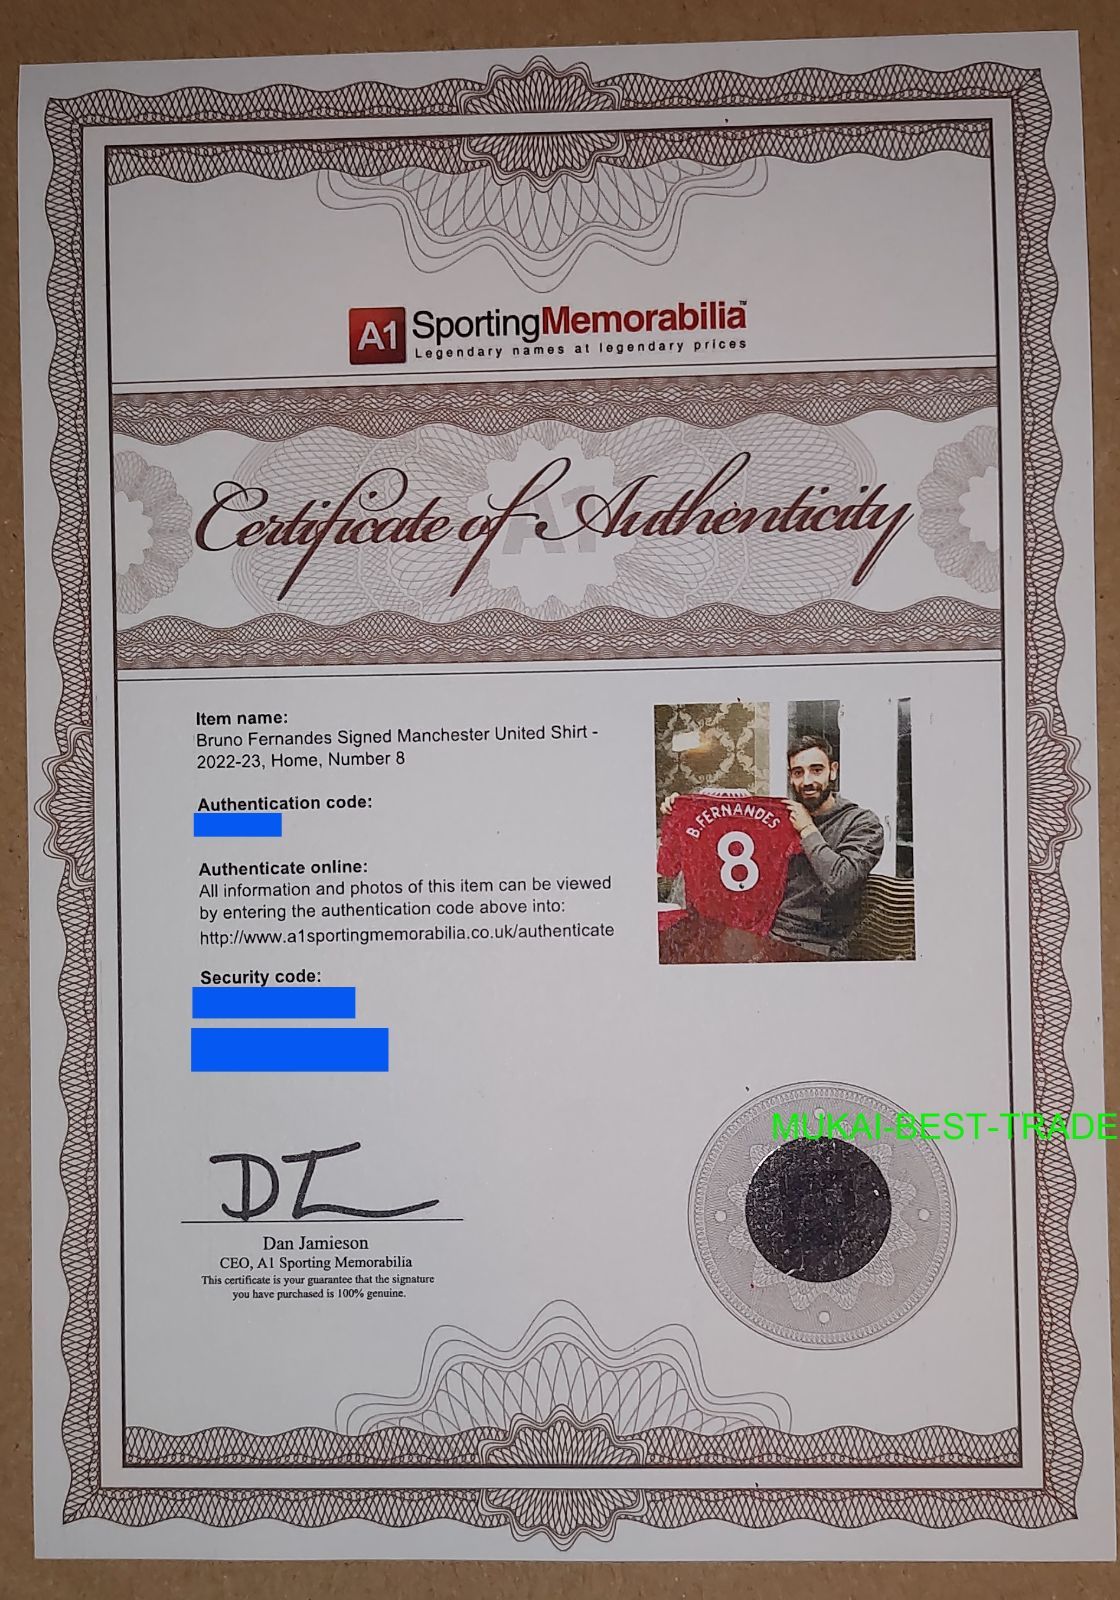 A1 SportingMemorabilia™
Legendary names at legendary prices
A1
Certificate of Authenticity
Item name:
Bruno Fernandes Signed Manchester United Shirt -
2022-23, Home, Number 8
Authentication code:
Authenticate online:
All information and photos of this item can be viewed
by entering the authentication code above into:
http://www.a1sportingmemorabilia.co.uk/authenticate
Security code:
B.FERNANDES
8
MUKAI-BEST-TRADE
Dan Jamieson
CEO, A1 Sporting Memorabilia
This certificate is your guarantee that the signature
you have purchased is 100% genuine.